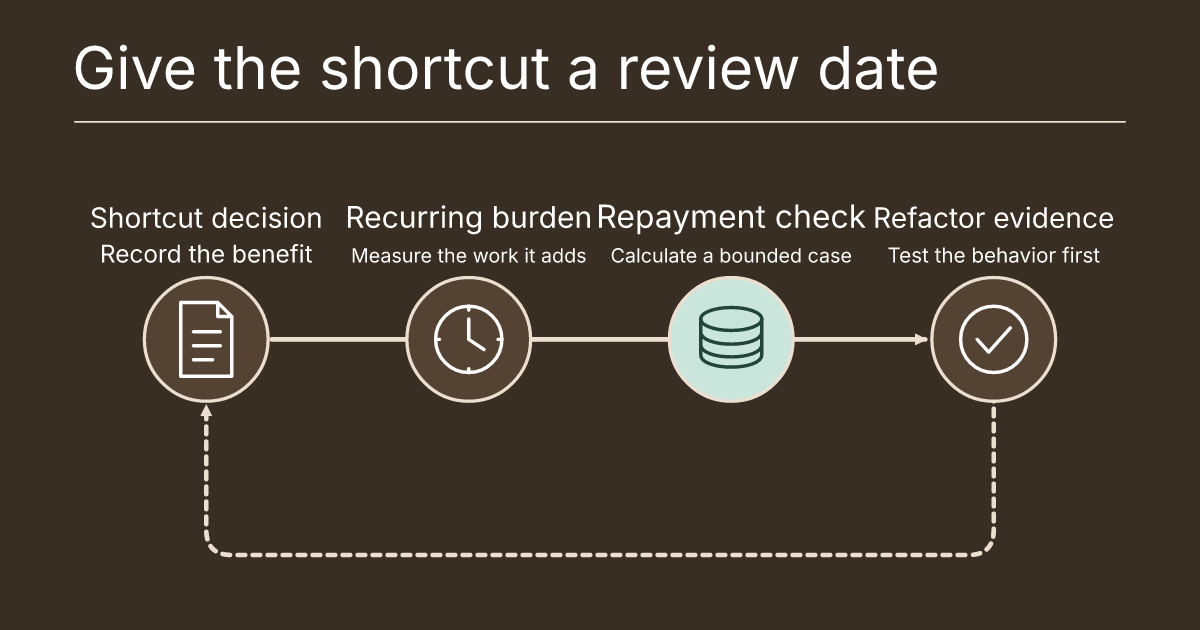 Give the shortcut a review date
Shortcut decision
Record the benefit
Recurring burden
Measure the work it adds
Repayment check
Calculate a bounded case
Refactor evidence
Test the behavior first